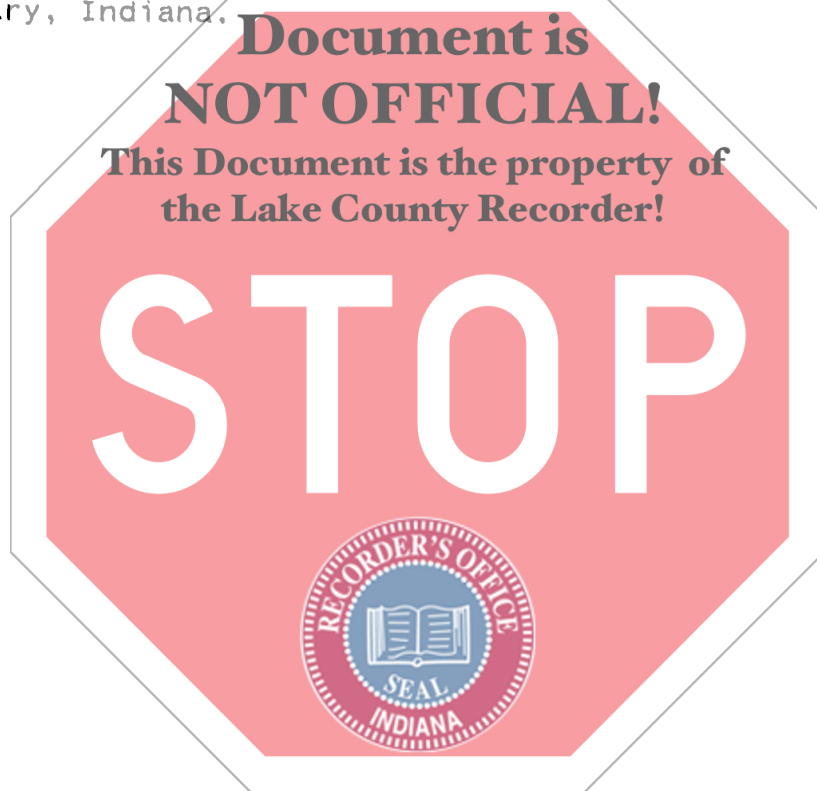 ry, Indiana.
Document is
NOT OFFICIAL!
This Document is the property of
the Lake County Recorder!
STOP
RECORDER'S OFFICE
SEAL
INDIANA